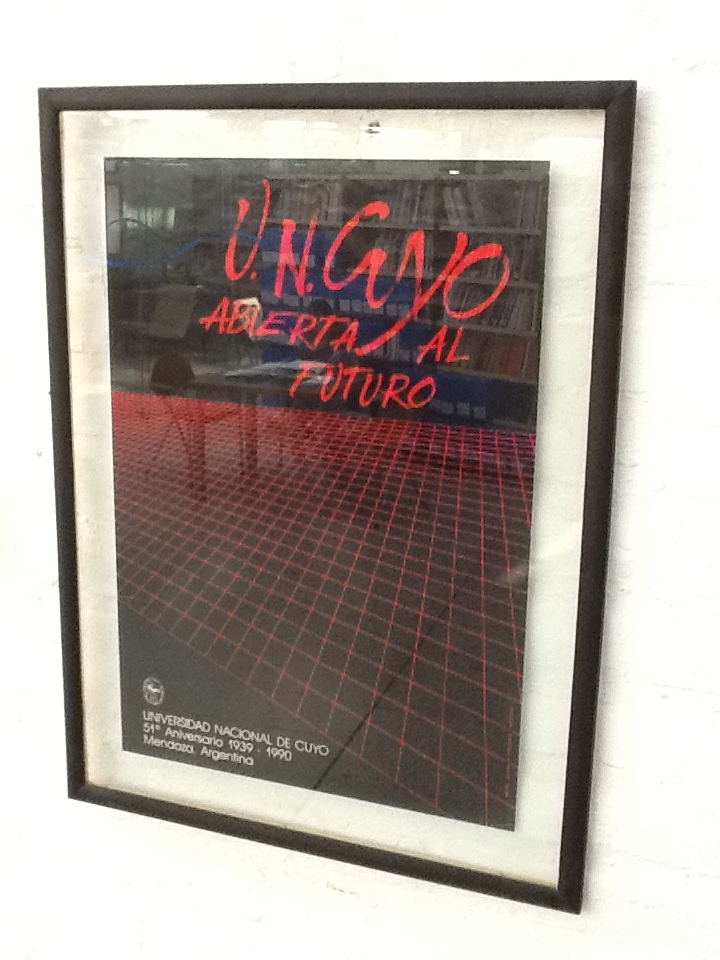 U.N.CUYO
ABIERTA AL
FUTURO
UNIVERSIDAD NACIONAL DE CUYO
51º Aniversario 1939 - 1990
Mendoza. Argentina